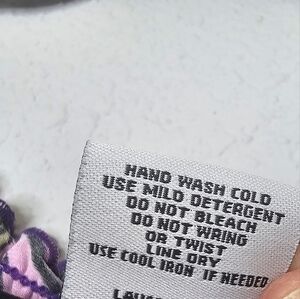 HAND WASH COLD
USE MILD DETERGENT
DO NOT BLEACH
DO NOT WRING
OR TWIST
LINE DRY
USE COOL IRON IF NEEDED